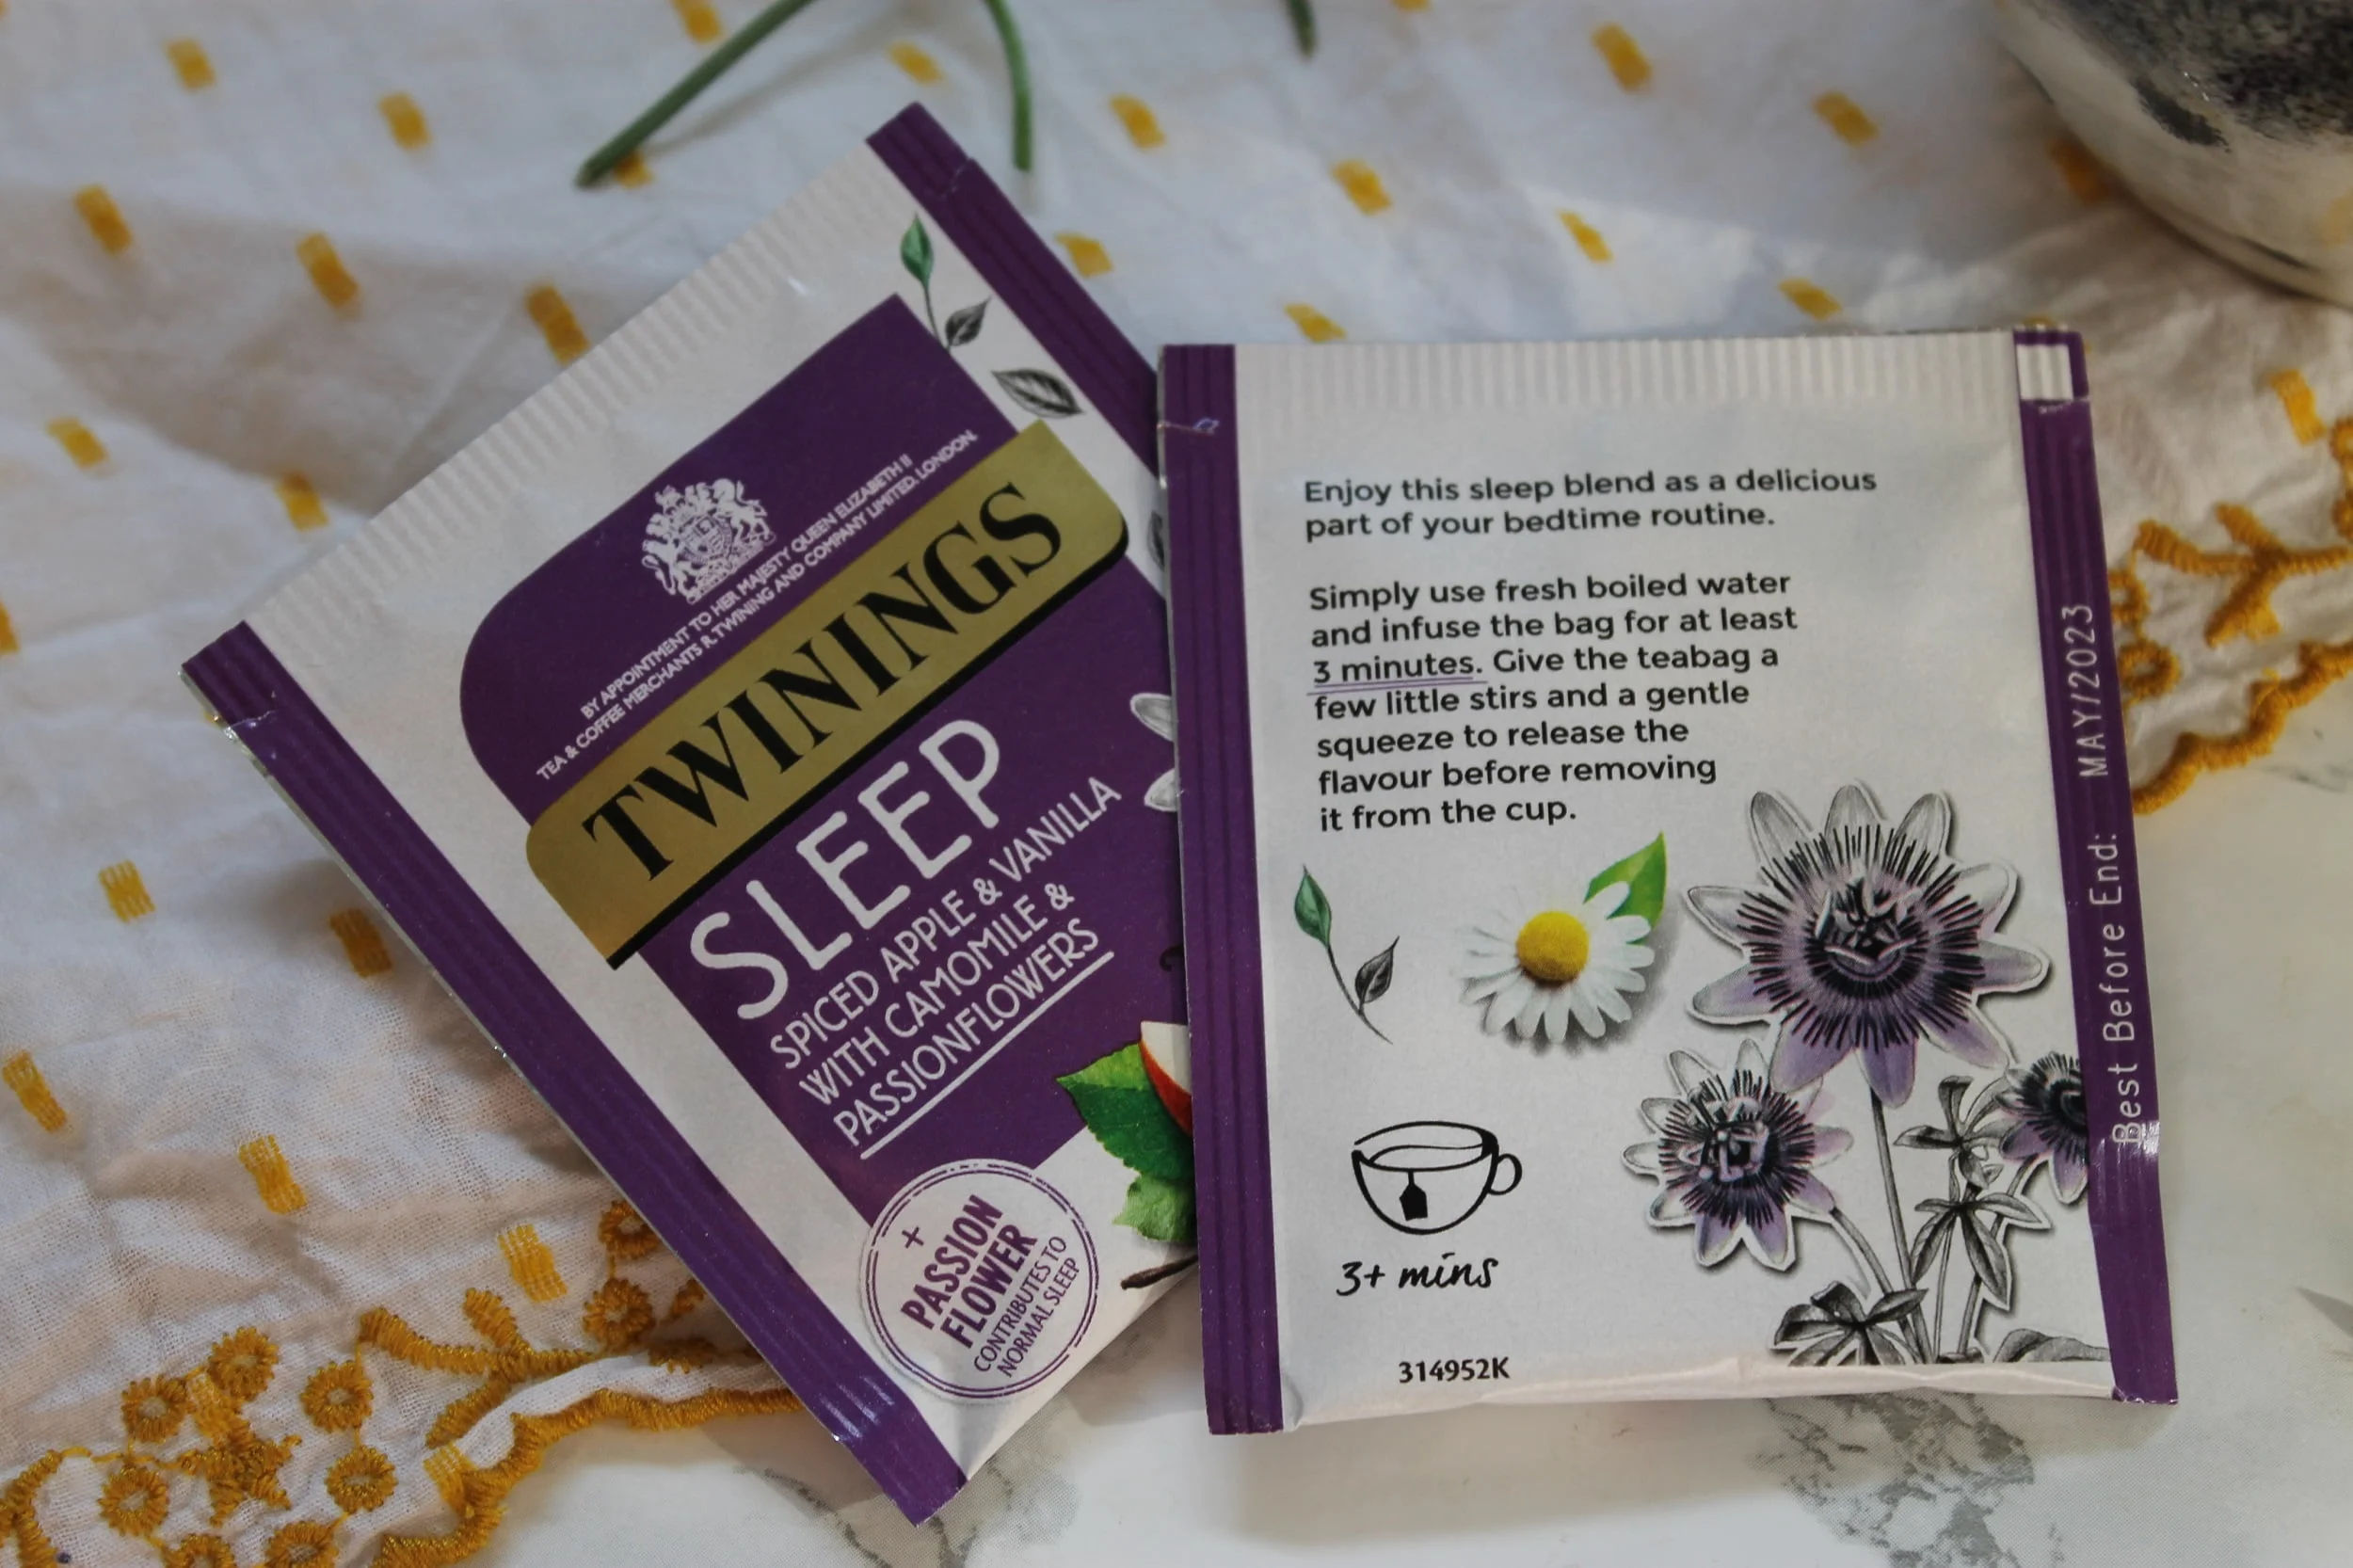 BY APPOINTMENT TO HER MAJESTY QUEEN ELIZABETH II
TEA & COFFEE MERCHANTS R. TWINING AND COMPANY LIMITED, LONDON.
TWININGS
SLEEP
SPICED APPLE & VANILLA
WITH CAMOMILE &
PASSIONFLOWERS
+
PASSION
FLOWER
CONTRIBUTES TO
NORMAL SLEEP
Enjoy this sleep blend as a delicious
part of your bedtime routine.
Simply use fresh boiled water
and infuse the bag for at least
3 minutes. Give the teabag a
few little stirs and a gentle
squeeze to release the
flavour before removing
it from the cup.
3+ mins
314952K
Best Before End: MAY/2023